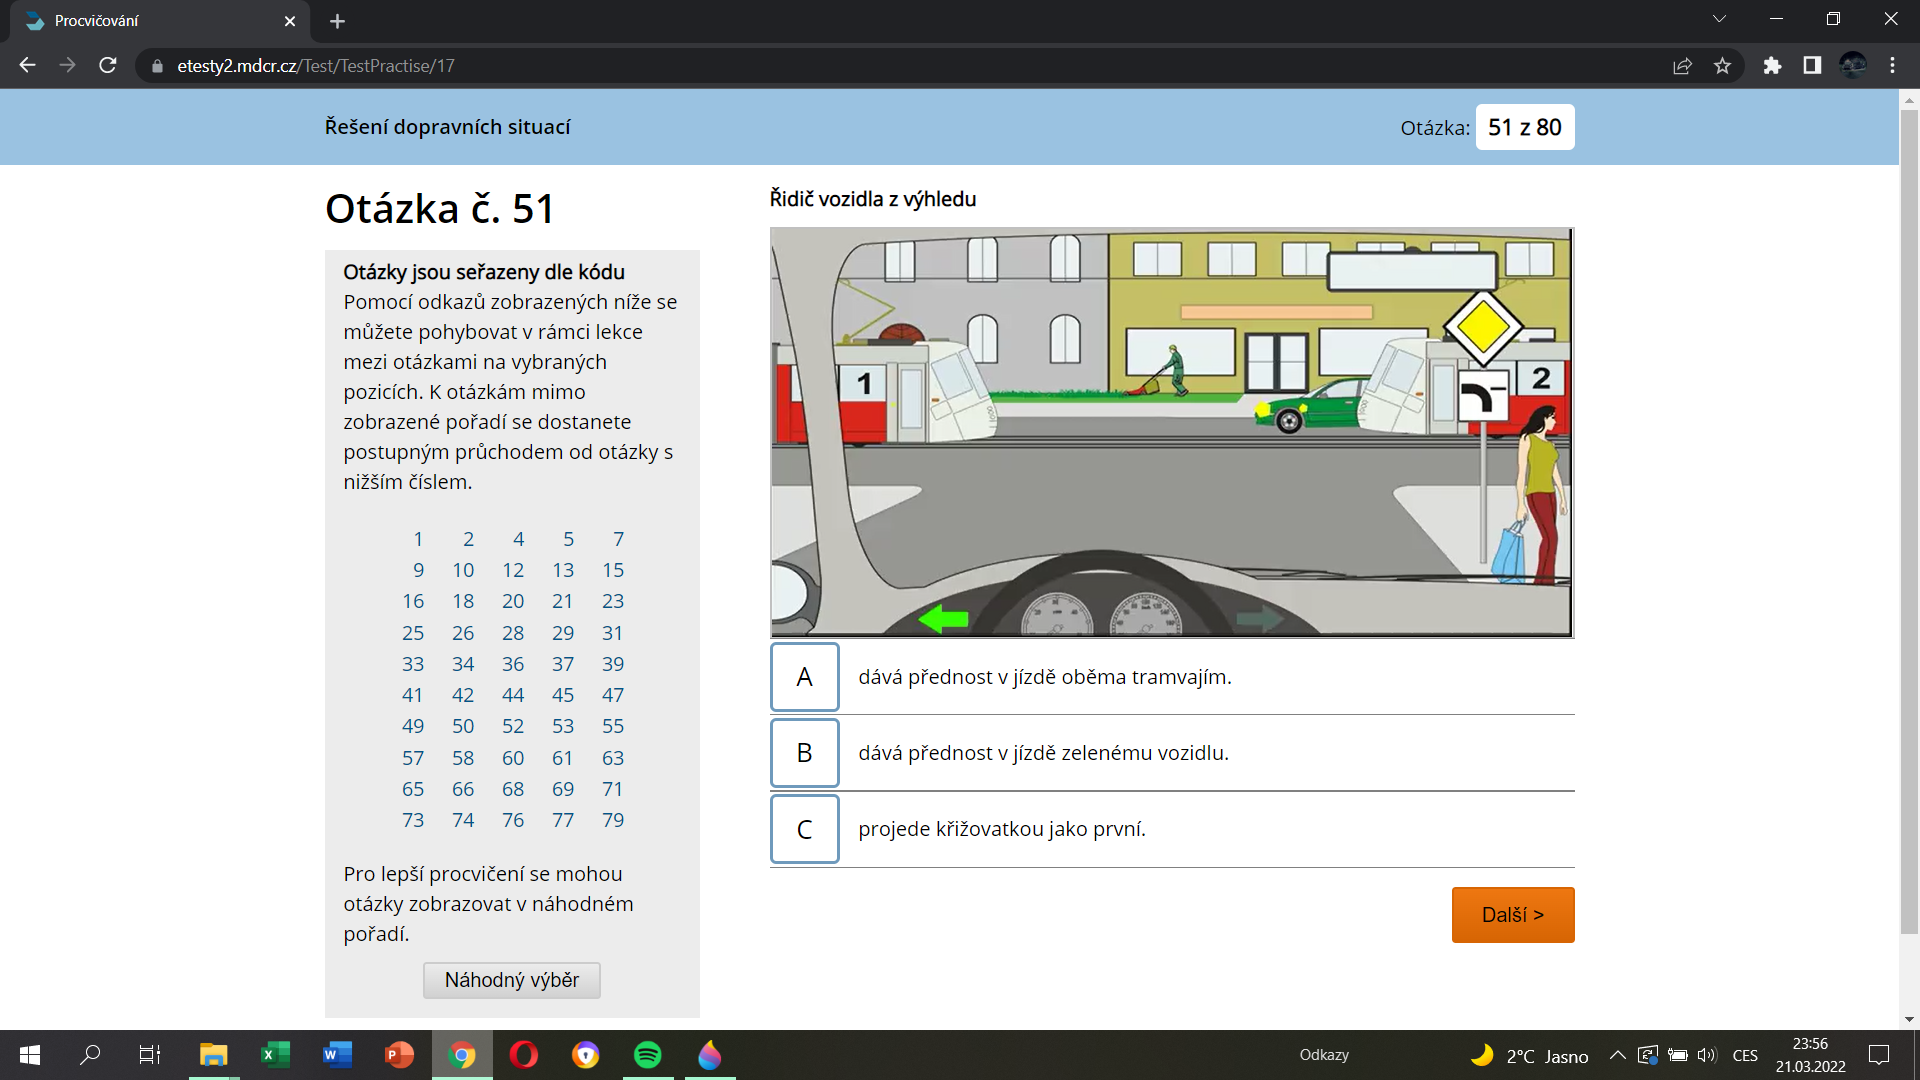 Procvičování
etesty2.mdcr.cz/Test/TestPractise/17
Řešení dopravních situací
Otázka: 51 z 80
Otázka č. 51
Otázky jsou seřazeny dle kódu
Pomocí odkazů zobrazených níže se
můžete pohybovat v rámci lekce
mezi otázkami na vybraných
pozicích. K otázkám mimo
zobrazené pořadí se dostanete
postupným průchodem od otázky s
nižším číslem.
1 2 4 5 7
9 10 12 13 15
16 18 20 21 23
25 26 28 29 31
33 34 36 37 39
41 42 44 45 47
49 50 52 53 55
57 58 60 61 63
65 66 68 69 71
73 74 76 77 79
Pro lepší procvičení se mohou
otázky zobrazovat v náhodném
pořadí.
Náhodný výběr
Řidič vozidla z výhledu
1
2
A dává přednost v jízdě oběma tramvajím.
B dává přednost v jízdě zelenému vozidlu.
C projede křižovatkou jako první.
Další >
Odkazy
2°C Jasno
CES
23:56
21.03.2022